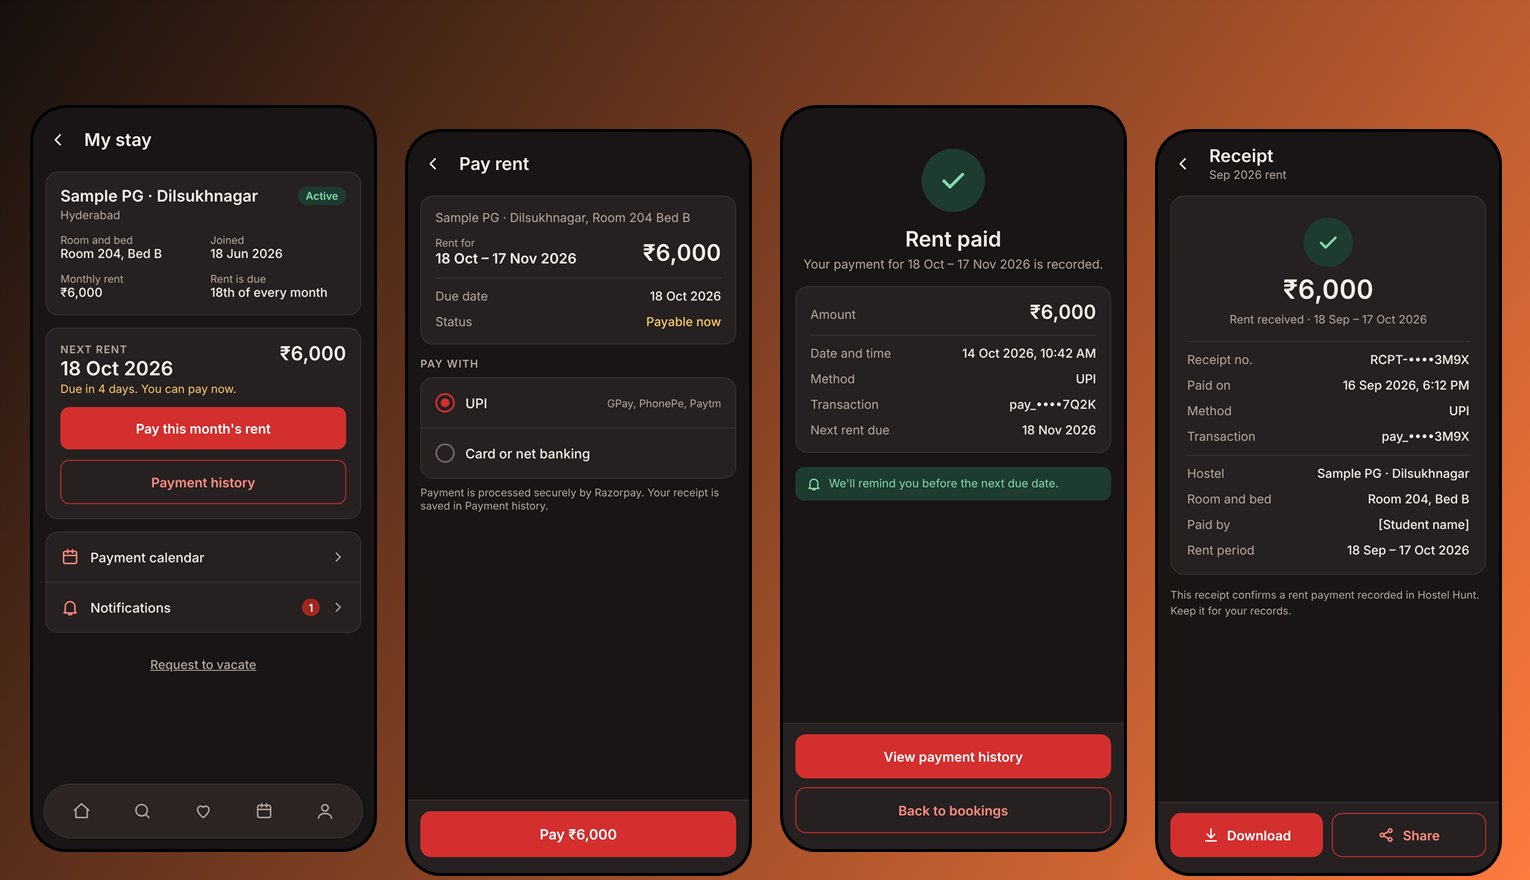 My stay
Sample PG · Dilsukhnagar
Active
Hyderabad
Room and bed
Joined
Room 204, Bed B
18 Jun 2026
Monthly rent
Rent is due
₹6,000
18th of every month
NEXT RENT
₹6,000
18 Oct 2026
Due in 4 days. You can pay now.
Pay this month's rent
Payment history
Payment calendar
Notifications
1
Request to vacate
Pay rent
Sample PG · Dilsukhnagar, Room 204 Bed B
Rent for
18 Oct – 17 Nov 2026
₹6,000
Due date
18 Oct 2026
Status
Payable now
PAY WITH
UPI
GPay, PhonePe, Paytm
Card or net banking
Payment is processed securely by Razorpay. Your receipt is
saved in Payment history.
Pay ₹6,000
Rent paid
Your payment for 18 Oct – 17 Nov 2026 is recorded.
Amount
₹6,000
Date and time
14 Oct 2026, 10:42 AM
Method
UPI
Transaction
pay_••••7Q2K
Next rent due
18 Nov 2026
We'll remind you before the next due date.
View payment history
Back to bookings
Receipt
Sep 2026 rent
₹6,000
Rent received · 18 Sep – 17 Oct 2026
Receipt no.
RCPT-••••3M9X
Paid on
16 Sep 2026, 6:12 PM
Method
UPI
Transaction
pay_••••3M9X
Hostel
Sample PG · Dilsukhnagar
Room and bed
Room 204, Bed B
Paid by
[Student name]
Rent period
18 Sep – 17 Oct 2026
This receipt confirms a rent payment recorded in Hostel Hunt.
Keep it for your records.
Download
Share